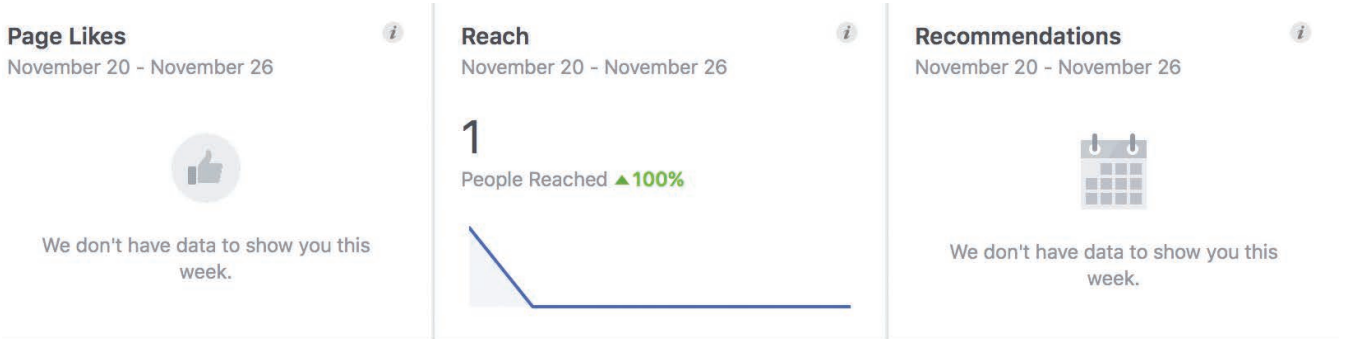 Page Likes
November 20 - November 26
We don't have data to show you this
week.
Reach
November 20 - November 26
1
People Reached ▲100%
Recommendations
November 20 - November 26
We don't have data to show you this
week.